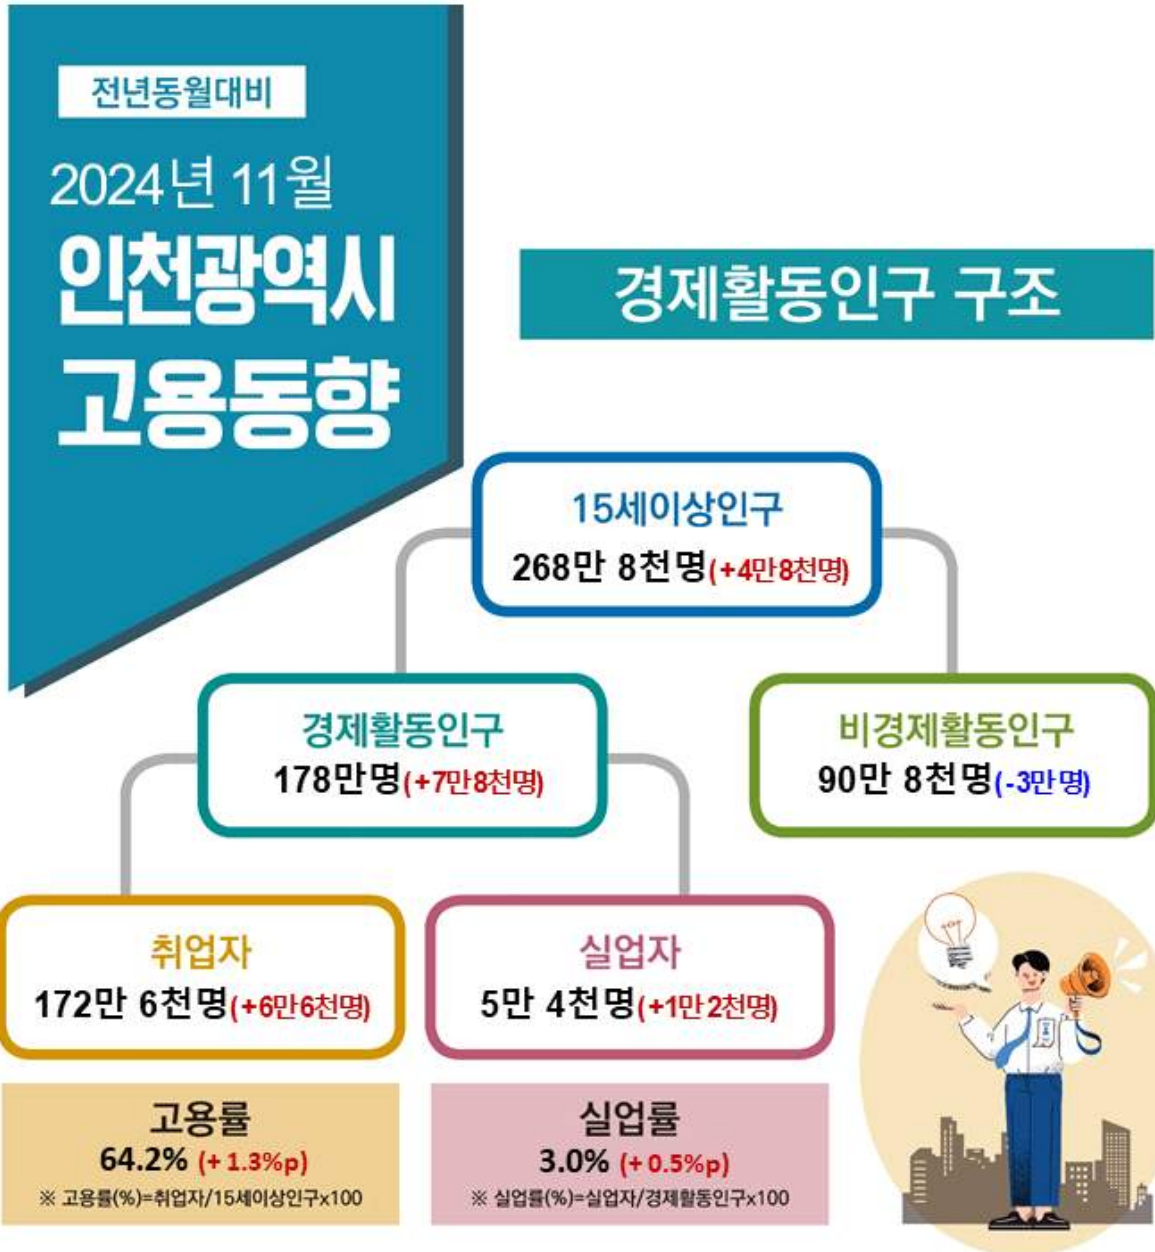 전년동월대비
2024년 11월
인천광역시
고용동향
경제활동인구 구조
15세이상인구
268만 8천명(+4만8천명)
경제활동인구
178만명(+7만8천명)
비경제활동인구
90만 8천명(-3만 명)
취업자
172만 6천명(+6만6천명)
실업자
5만 4천명(+1만2천명)
고용률
64.2% (+1.3%p)
※ 고용률(%)=취업자/15세이상인구x100
실업률
3.0% (+0.5%p)
※ 실업률(%)=실업자/경제활동인구x100